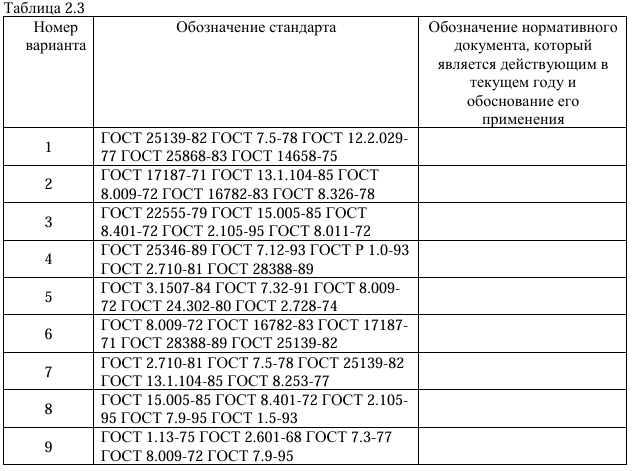 Таблица 2.3
Номер варианта
Обозначение стандарта
Обозначение нормативного документа, который является действующим в текущем году и обоснование его применения
1
ГОСТ 25139-82 ГОСТ 7.5-78 ГОСТ 12.2.029-
77 ГОСТ 25868-83 ГОСТ 14658-75
2
ГОСТ 17187-71 ГОСТ 13.1.104-85 ГОСТ
8.009-72 ГОСТ 16782-83 ГОСТ 8.326-78
3
ГОСТ 22555-79 ГОСТ 15.005-85 ГОСТ
8.401-72 ГОСТ 2.105-95 ГОСТ 8.011-72
4
ГОСТ 25346-89 ГОСТ 7.12-93 ГОСТ Р 1.0-93
ГОСТ 2.710-81 ГОСТ 28388-89
5
ГОСТ 3.1507-84 ГОСТ 7.32-91 ГОСТ 8.009-
72 ГОСТ 24.302-80 ГОСТ 2.728-74
6
ГОСТ 8.009-72 ГОСТ 16782-83 ГОСТ 17187-
71 ГОСТ 28388-89 ГОСТ 25139-82
7
ГОСТ 2.710-81 ГОСТ 7.5-78 ГОСТ 25139-82
ГОСТ 13.1.104-85 ГОСТ 8.253-77
8
ГОСТ 15.005-85 ГОСТ 8.401-72 ГОСТ 2.105-
95 ГОСТ 7.9-95 ГОСТ 1.5-93
9
ГОСТ 1.13-75 ГОСТ 2.601-68 ГОСТ 7.3-77
ГОСТ 8.009-72 ГОСТ 7.9-95